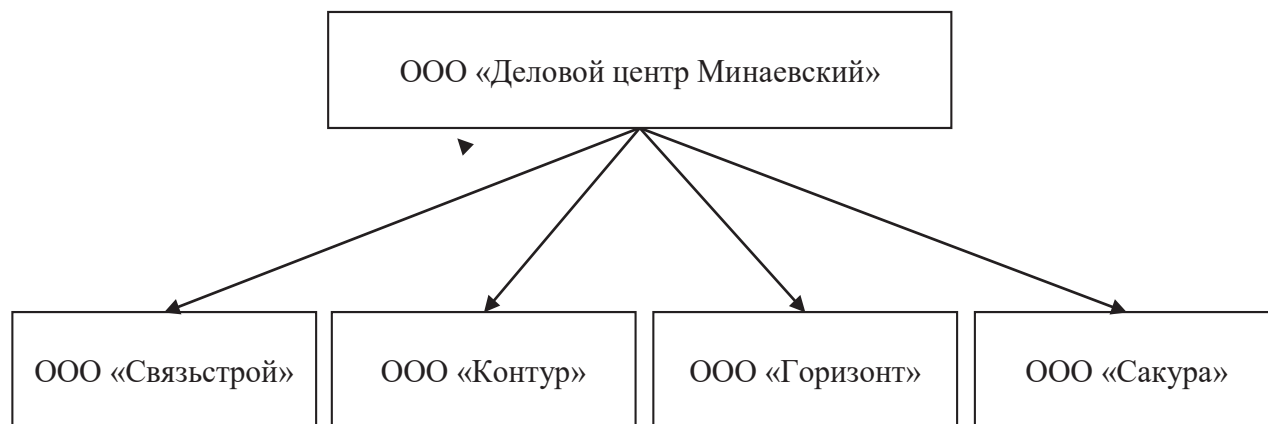 ООО «Деловой центр Минаевский»
ООО «Связьстрой»
ООО «Контур»
ООО «Горизонт»
ООО «Сакура»